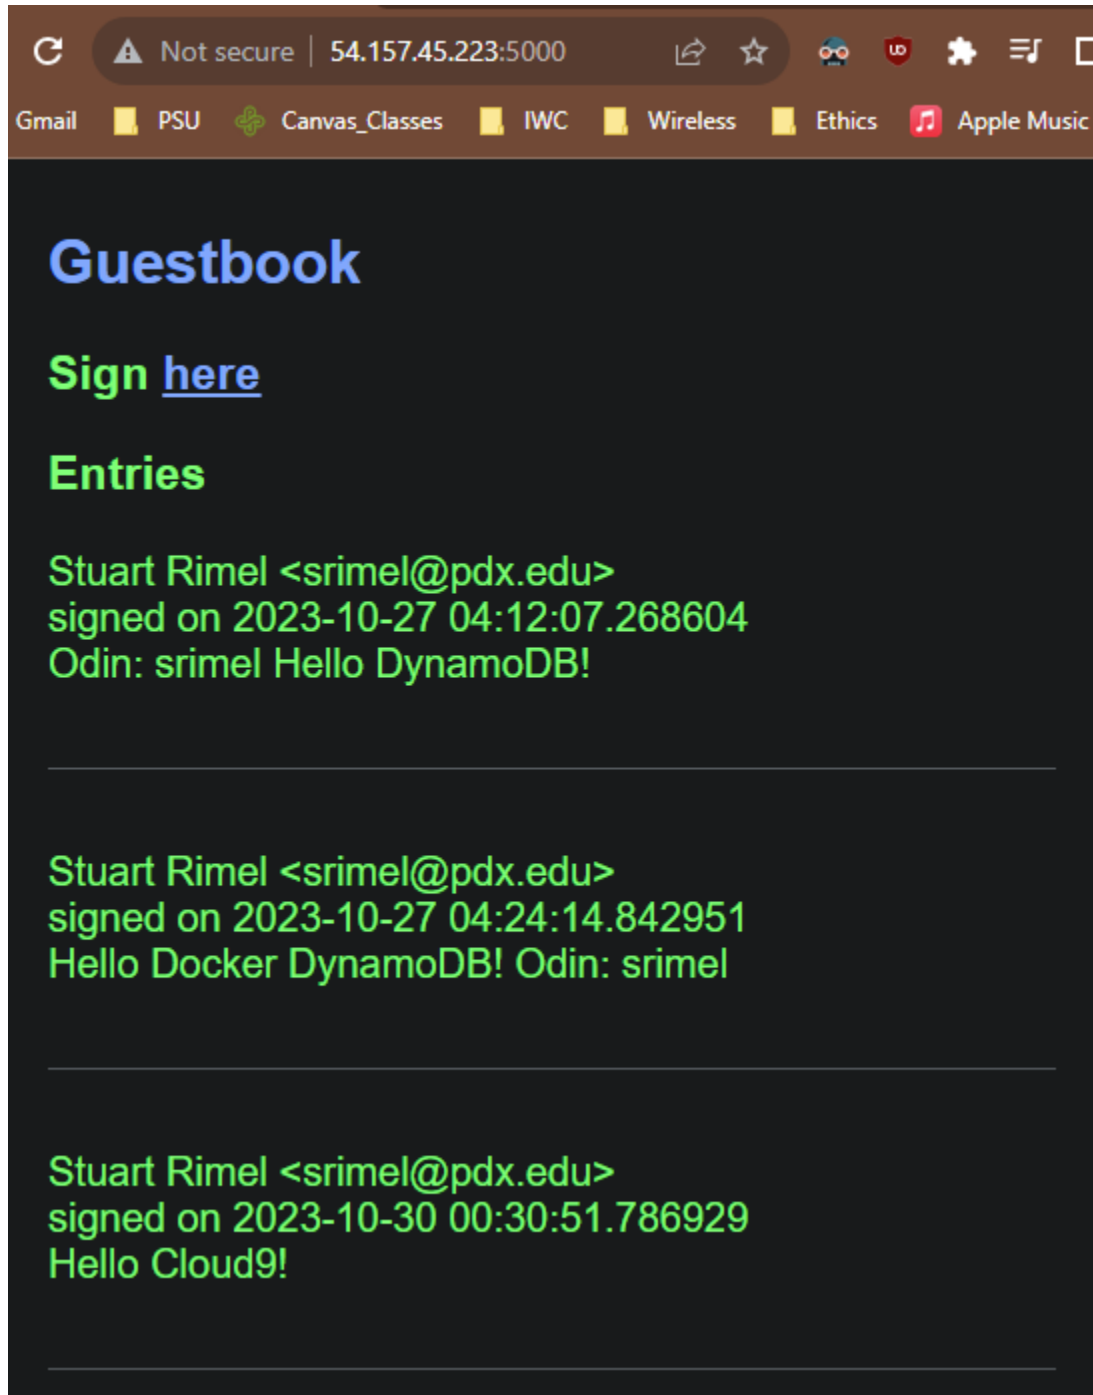 Not secure | 54.157.45.223:5000
Gmail PSU Canvas_Classes IWC Wireless Ethics Apple Music
Guestbook
Sign here
Entries
Stuart Rimel <srimel@pdx.edu>
signed on 2023-10-27 04:12:07.268604
Odin: srimel Hello DynamoDB!
Stuart Rimel <srimel@pdx.edu>
signed on 2023-10-27 04:24:14.842951
Hello Docker DynamoDB! Odin: srimel
Stuart Rimel <srimel@pdx.edu>
signed on 2023-10-30 00:30:51.786929
Hello Cloud9!